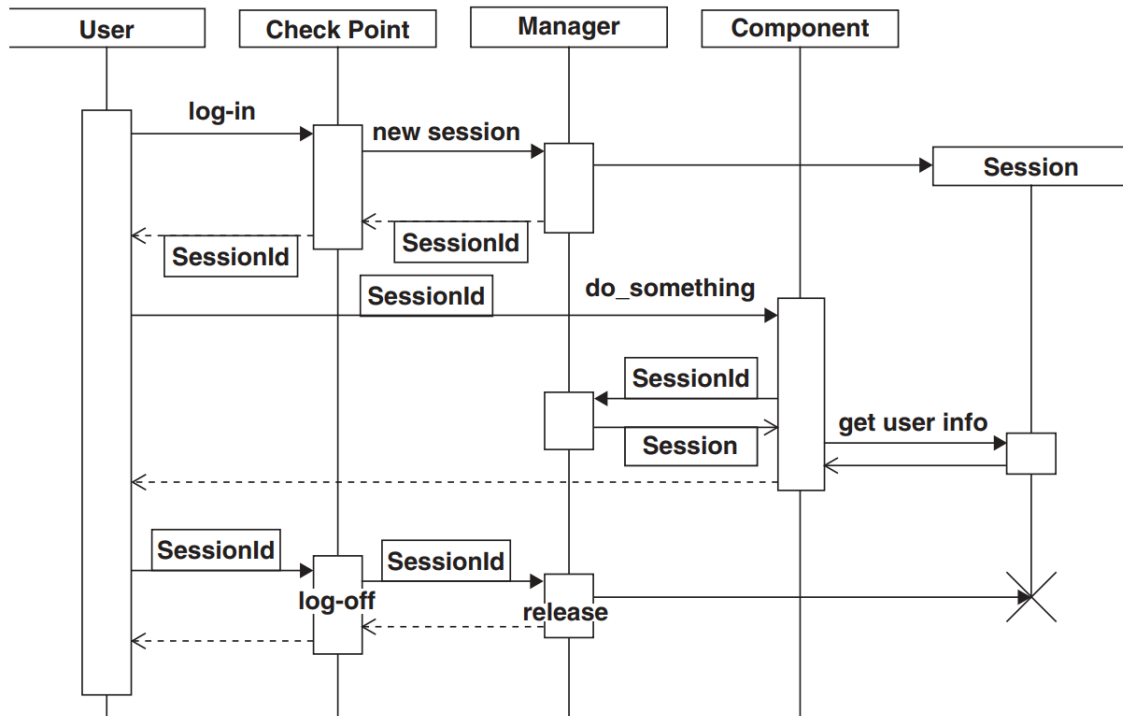 User
Check Point
Manager
Component
log-in
new session
Session
SessionId
SessionId
SessionId
do_something
SessionId
get user info
Session
SessionId
SessionId
log-off
release